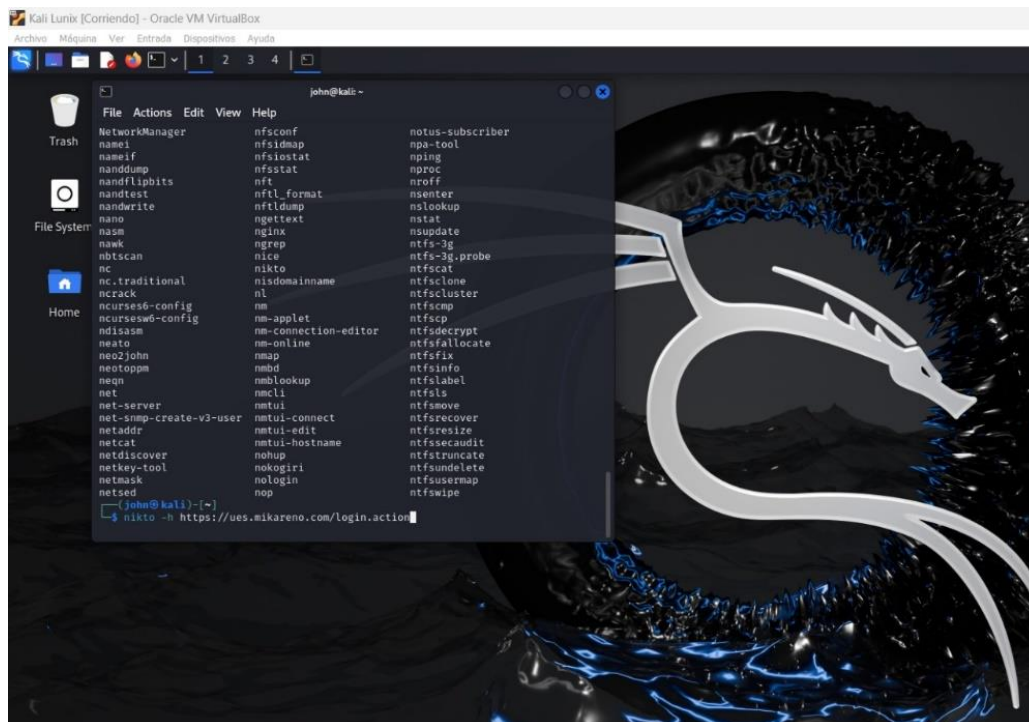 Kali Lunix [Corriendo] - Oracle VM VirtualBox
Archivo Máquina Ver Entrada Dispositivos Ayuda
1 2 3 4
Trash
File System
Home
john@kali: ~
File Actions Edit View Help
NetworkManager nfsconf notus-subscriber
namei nfsidmap npa-tool
nameif nfsiostat nping
nanddump nfsstat nproc
nandflipbits nft nroff
nandtest nftl_format nsenter
nandwrite nftldump nslookup
nano ngettext nstat
nasm nginx nsupdate
nawk ngrep ntfs-3g
nbtscan nice ntfs-3g.probe
nc nikto ntfscat
nc.traditional nisdomainname ntfsclone
ncrack nl ntfscluster
ncurses6-config nm ntfscmp
ncursesw6-config nm-applet ntfscp
ndisasm nm-connection-editor ntfsdecrypt
neato nm-online ntfsfallocate
neo2john nmap ntfsfix
neotoppm nmbd ntfsinfo
neqn nmblookup ntfslabel
net nmcli ntfsls
net-server nmtui ntfsmove
net-snmp-create-v3-user nmtui-connect ntfsrecover
netaddr nmtui-edit ntfsresize
netcat nmtui-hostname ntfssecaudit
netdiscover nohup ntfstruncate
netkey-tool nokogiri ntfsundelete
netmask nologin ntfsusermap
netsed nop ntfswipe
(john㉿kali)-[~]
$ nikto -h https://ues.mikareno.com/login.action